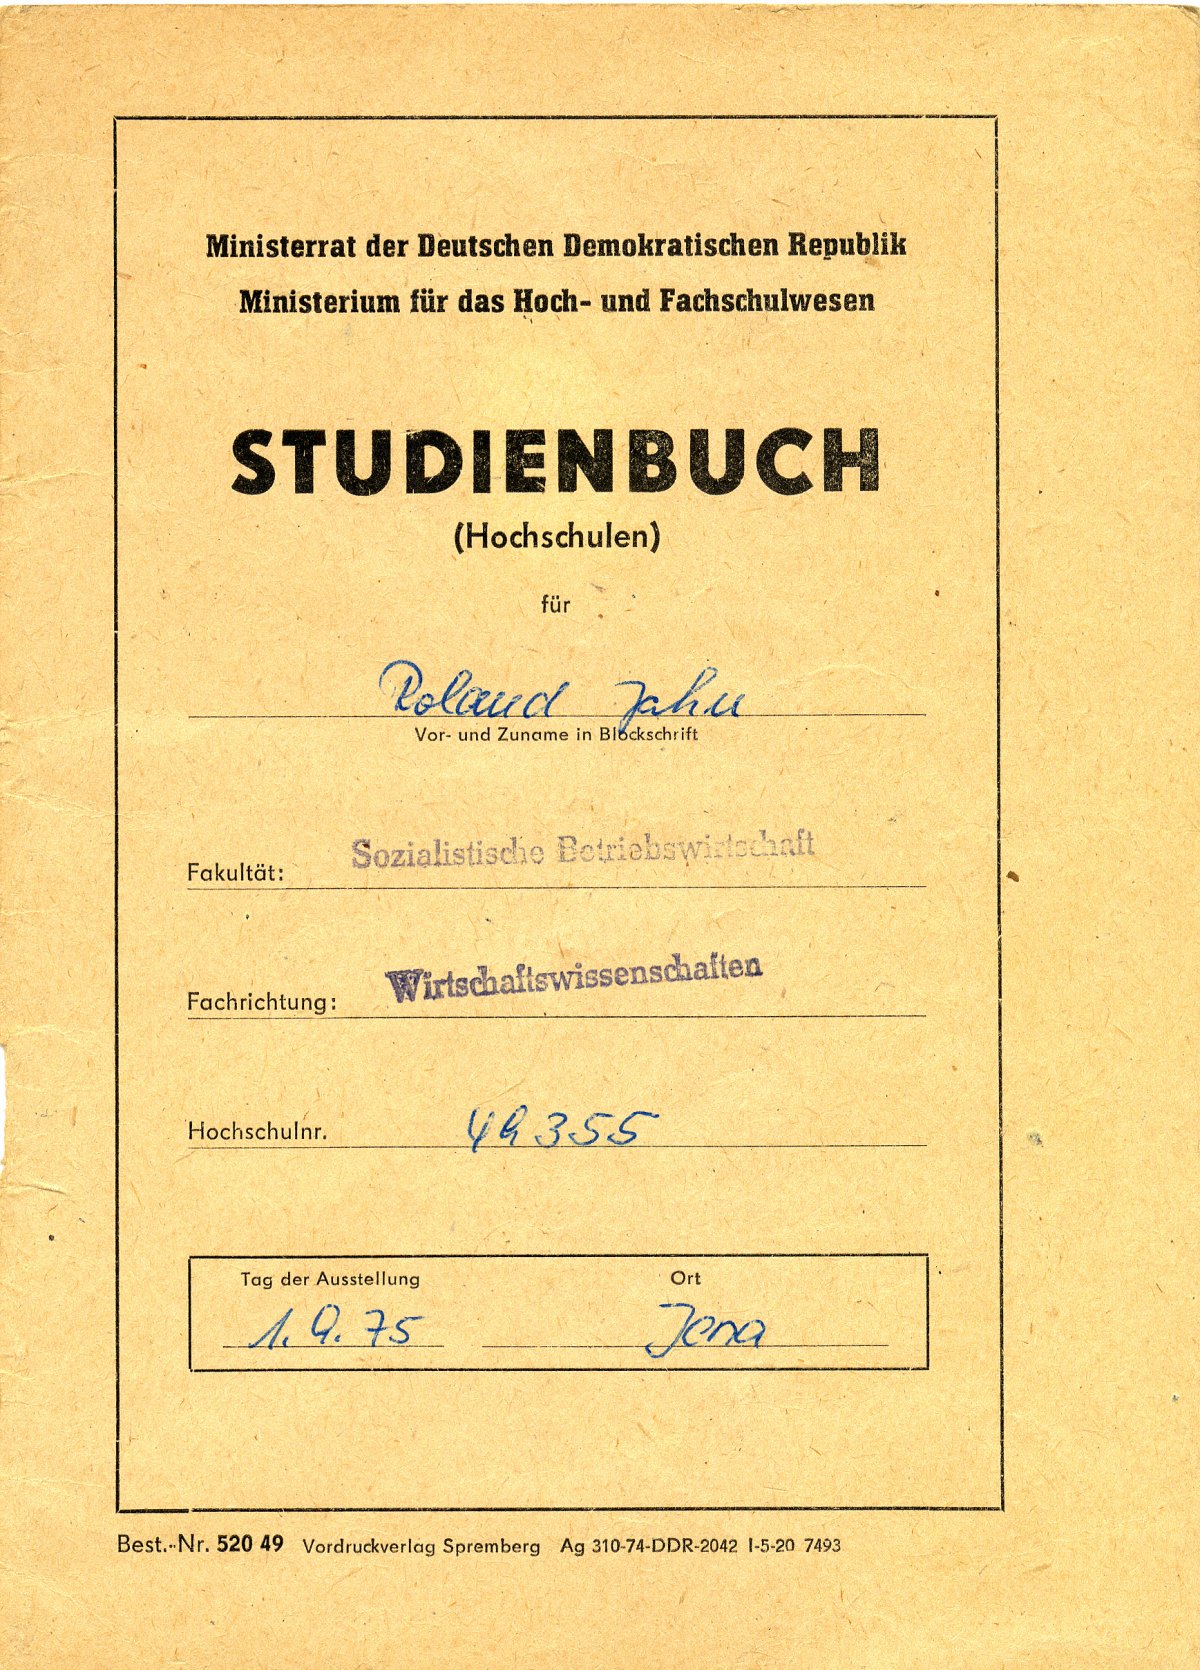 Ministerrat der Deutschen Demokratischen Republik
Ministerium für das Hoch- und Fachschulwesen
STUDIENBUCH
(Hochschulen)
für
Roland Jahn
Vor- und Zuname in Blockschrift
Fakultät: Sozialistische Betriebswirtschaft
Fachrichtung: Wirtschaftswissenschaften
Hochschulnr. 49355
Tag der Ausstellung Ort
1.9.75 Jena
Best.-Nr. 520 49 Vordruckverlag Spremberg Ag 310-74-DDR-2042 I-5-20 7493